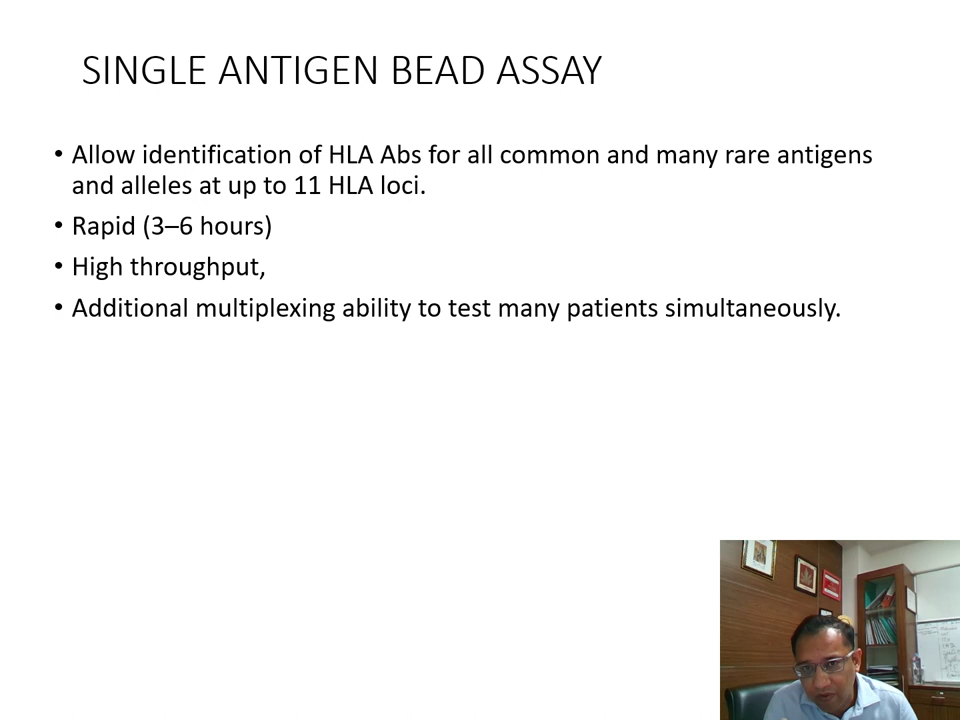 SINGLE ANTIGEN BEAD ASSAY
• Allow identification of HLA Abs for all common and many rare antigens
and alleles at up to 11 HLA loci.
• Rapid (3–6 hours)
• High throughput,
• Additional multiplexing ability to test many patients simultaneously.